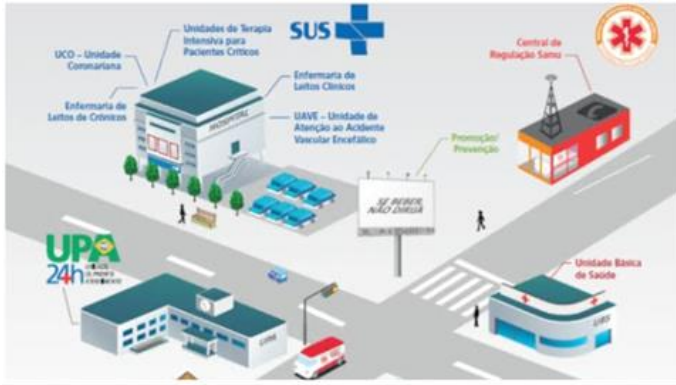 Unidades de Terapia
Intensiva para
Pacientes Críticos
SUS
UCO – Unidade
Coronariana
Enfermaria de
Leitos Clínicos
Enfermaria de
Leitos de Crônicos
HOSPITAL
UAVE – Unidade de
Atenção ao Acidente
Vascular Encefálico
Central de
Regulação Samu
Promoção/
Prevenção
SE BEBER
NÃO DIRIJA
UPA
24h
UPA
Unidade Básica
de Saúde
UBS